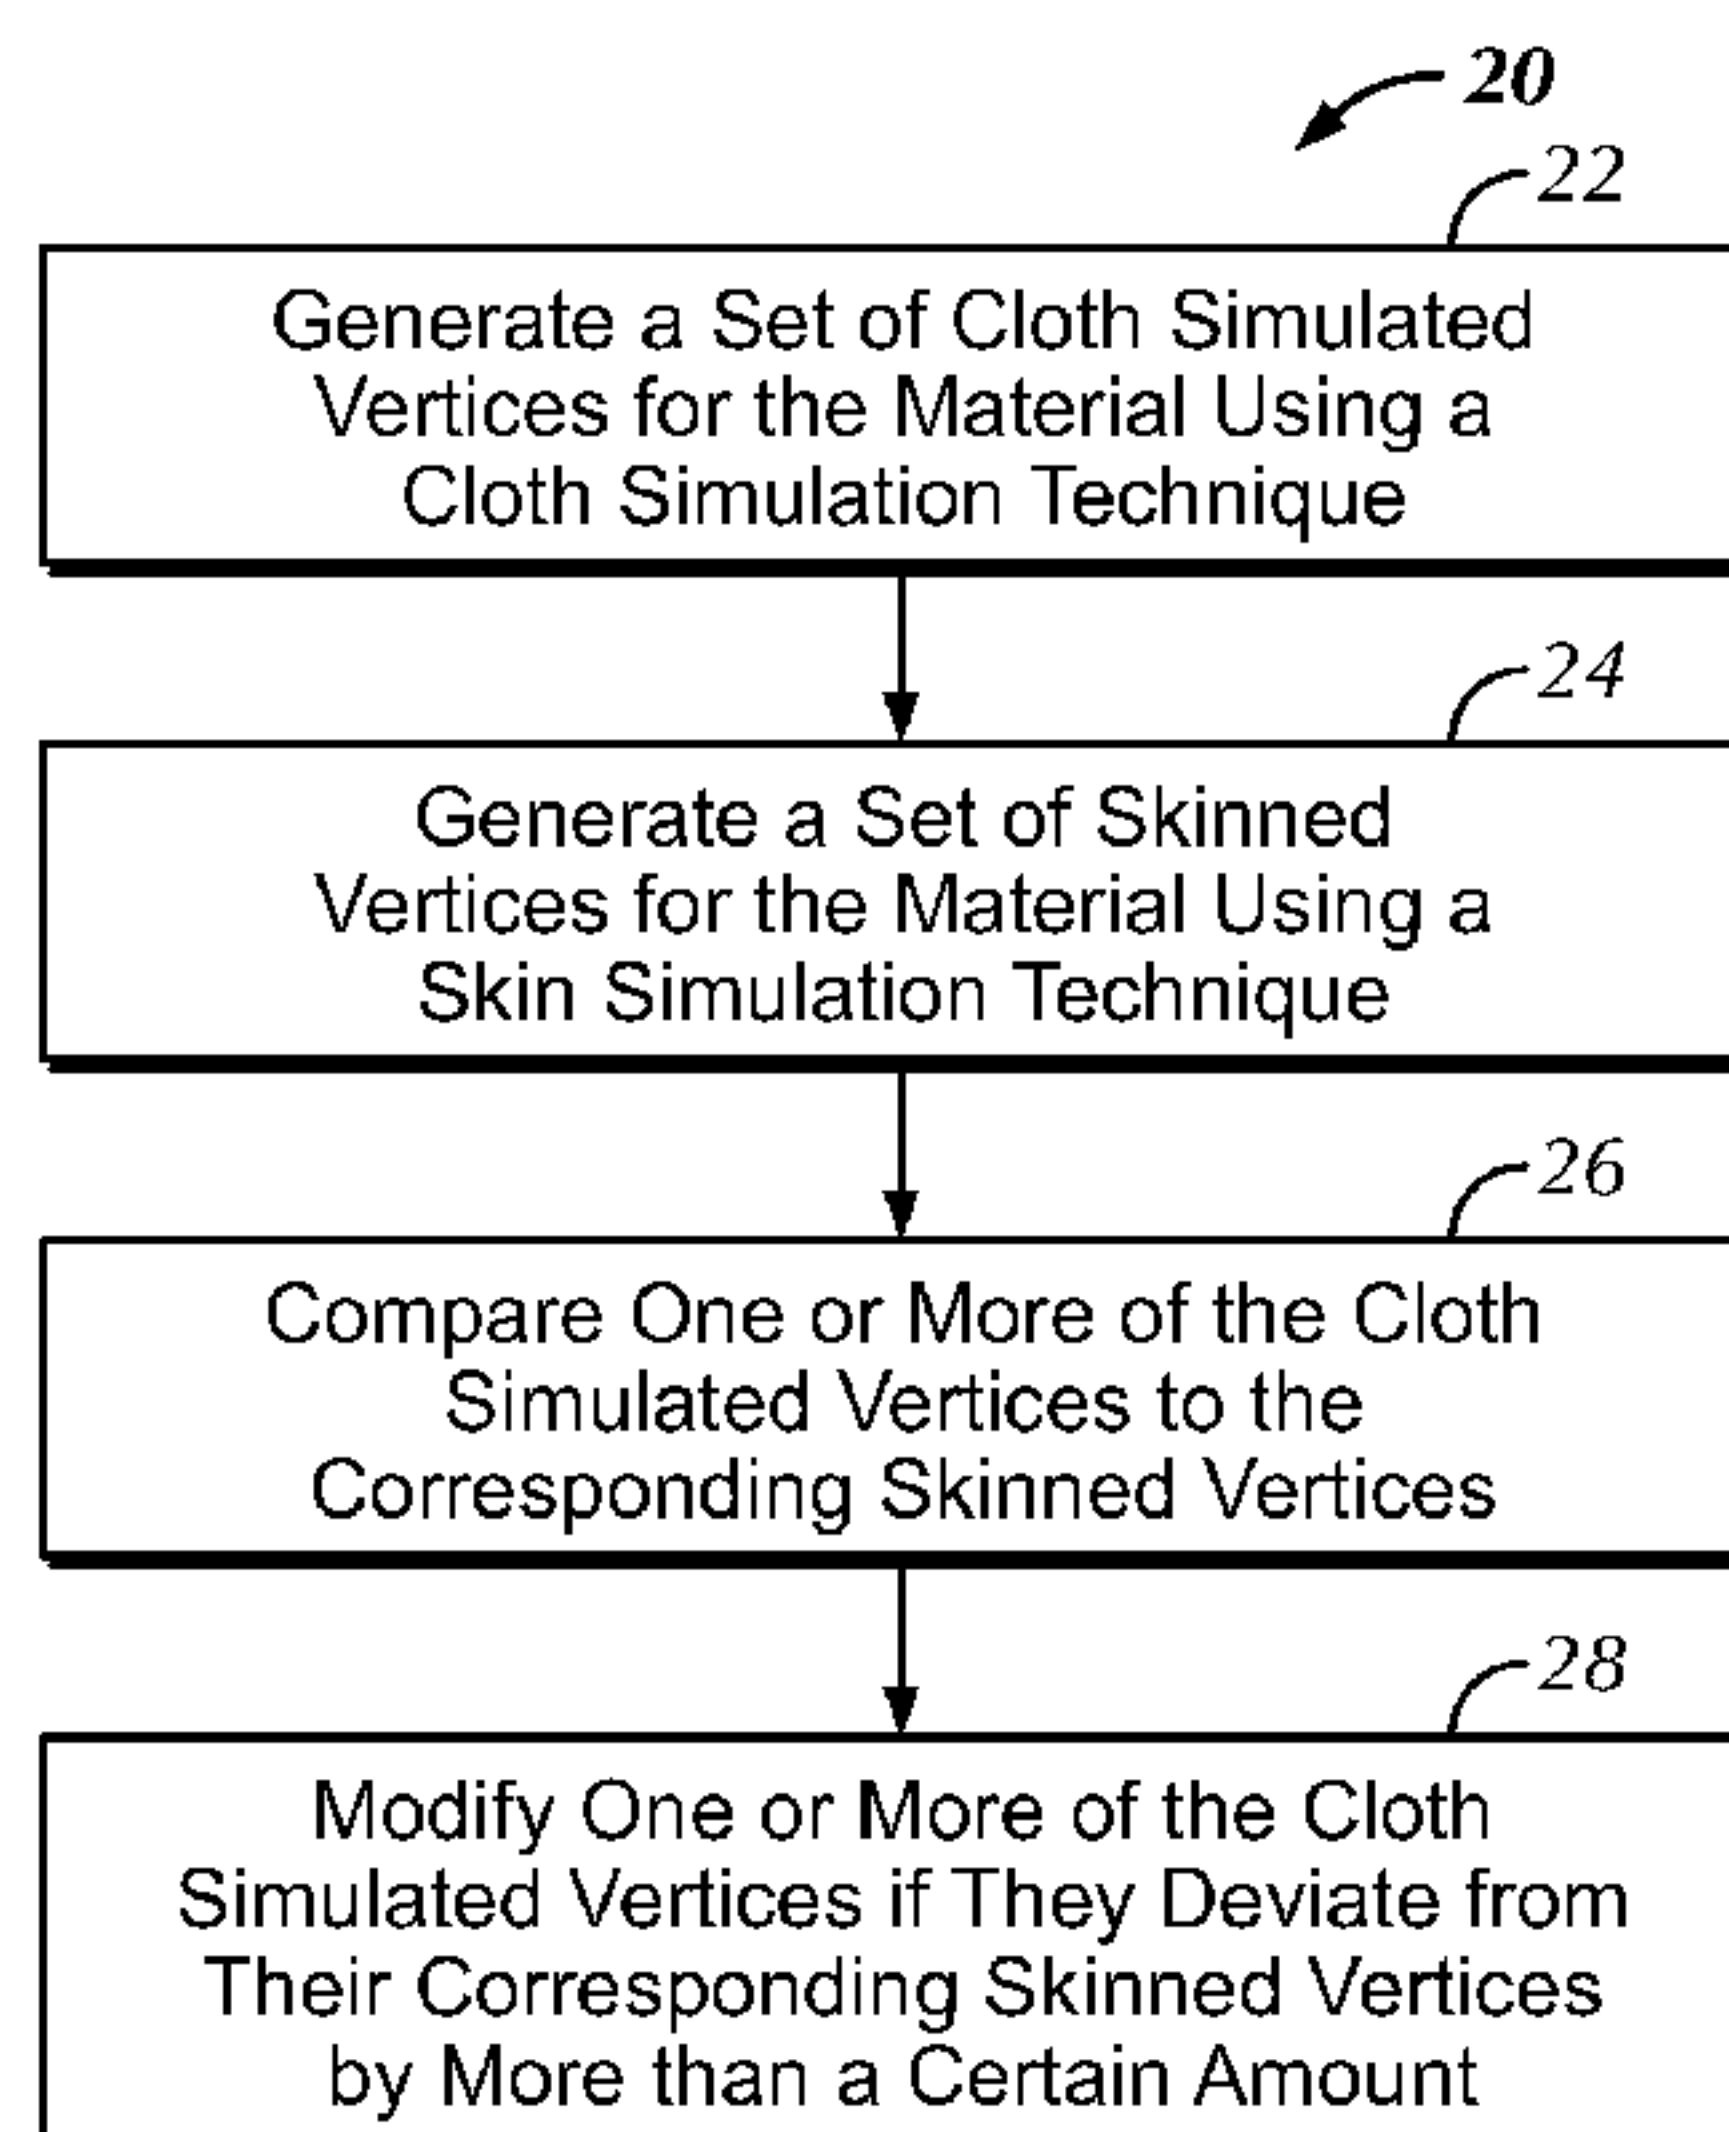 20
22
Generate a Set of Cloth Simulated
Vertices for the Material Using a
Cloth Simulation Technique
24
Generate a Set of Skinned
Vertices for the Material Using a
Skin Simulation Technique
26
Compare One or More of the Cloth
Simulated Vertices to the
Corresponding Skinned Vertices
28
Modify One or More of the Cloth
Simulated Vertices if They Deviate from
Their Corresponding Skinned Vertices
by More than a Certain Amount